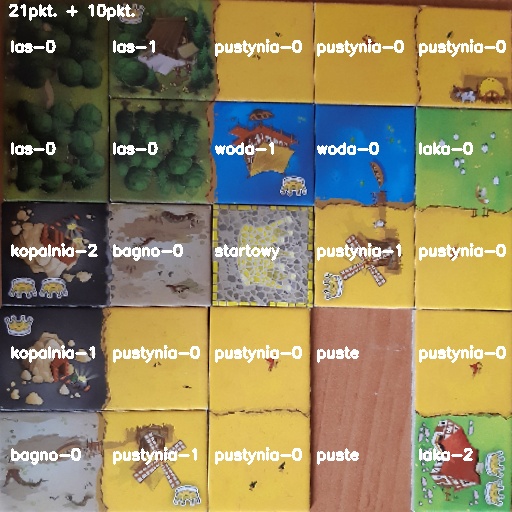 21pkt. + 10pkt.
las-0 las-1 pustynia-0 pustynia-0 pustynia-0
las-0 las-0 woda-1 woda-0 laka-0
kopalnia-2 bagno-0 startowy pustynia-1 pustynia-0
kopalnia-1 pustynia-0 pustynia-0 puste pustynia-0
bagno-0 pustynia-1 pustynia-0 puste laka-2